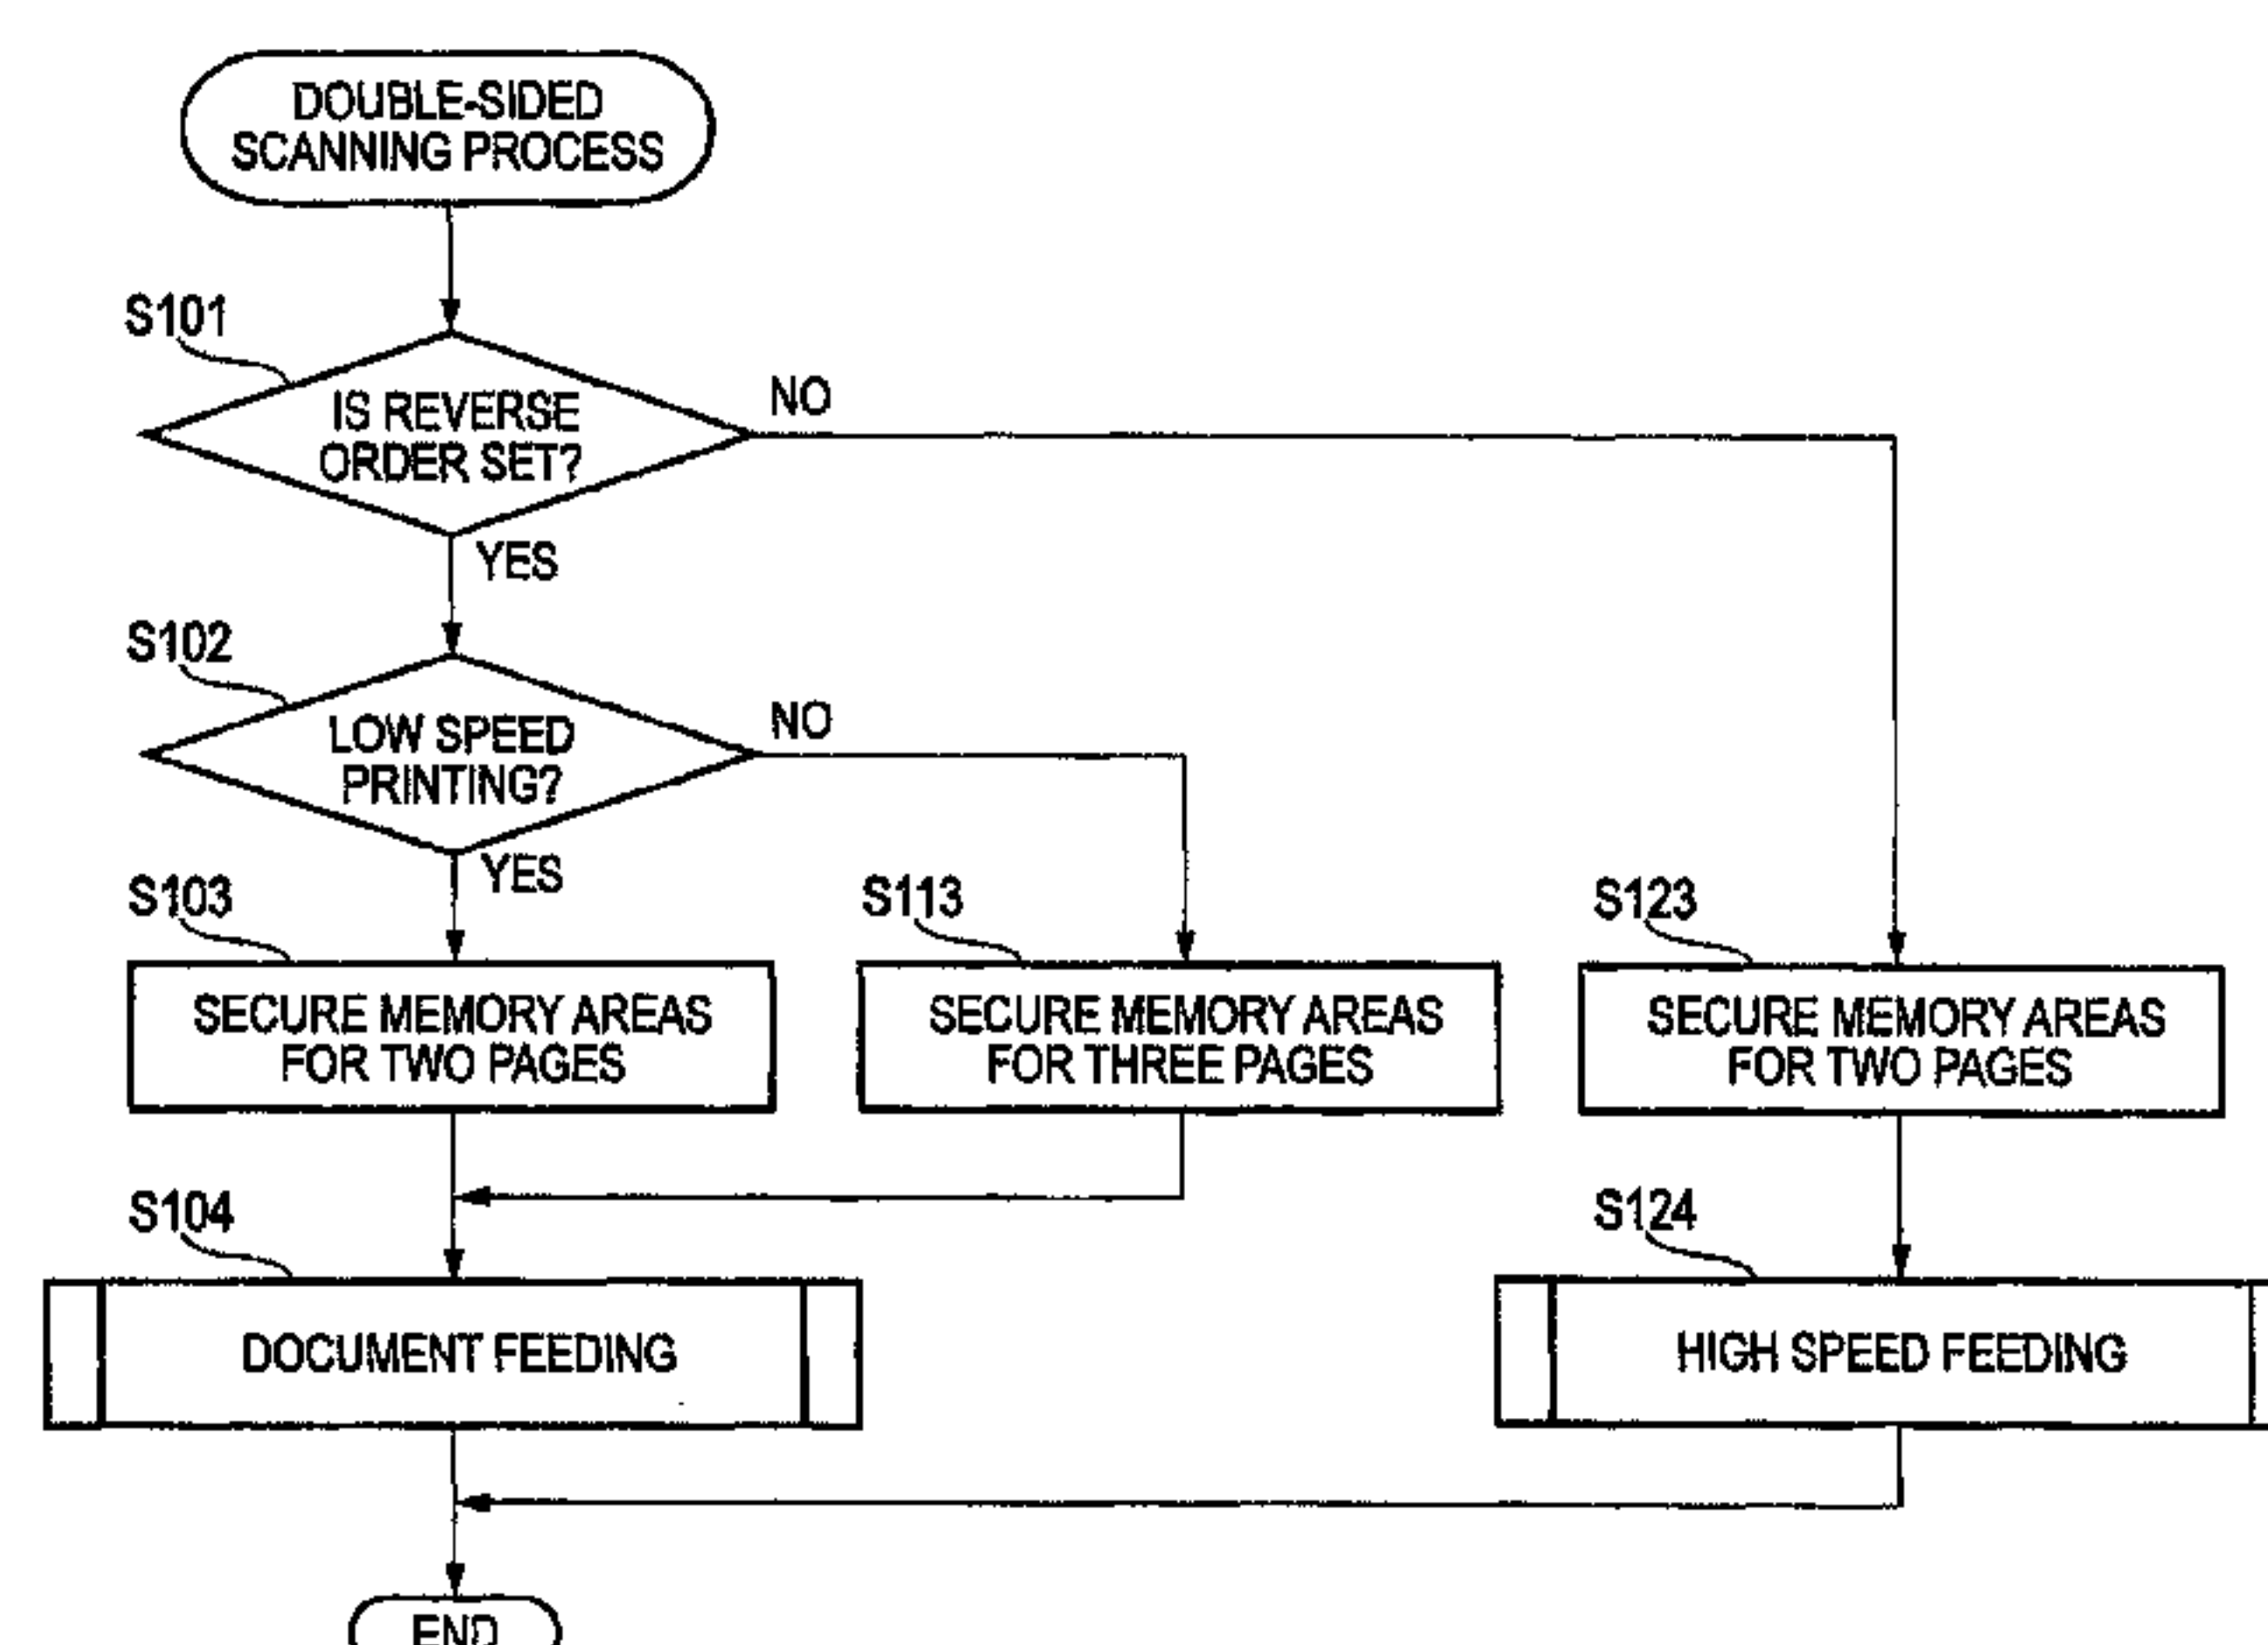 DOUBLE-SIDED
SCANNING PROCESS
S101
IS REVERSE
ORDER SET?
NO
YES
S102
LOW SPEED
PRINTING?
NO
YES
S103
SECURE MEMORY AREAS
FOR TWO PAGES
S113
SECURE MEMORY AREAS
FOR THREE PAGES
S123
SECURE MEMORY AREAS
FOR TWO PAGES
S104
DOCUMENT FEEDING
S124
HIGH SPEED FEEDING
END